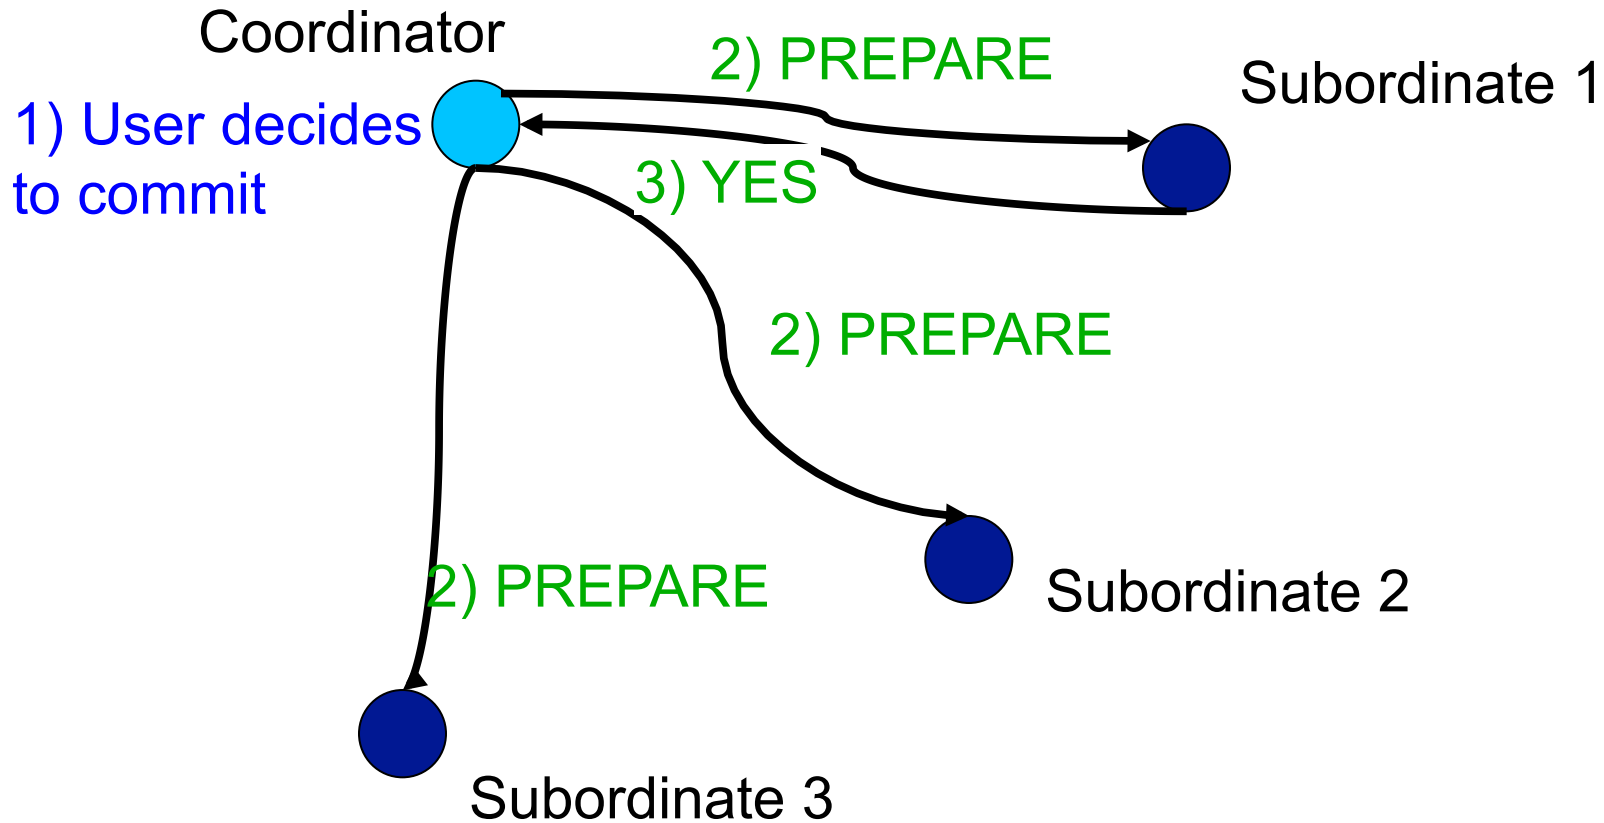 Coordinator
2) PREPARE
Subordinate 1
1) User decides
to commit
3) YES
2) PREPARE
2) PREPARE
Subordinate 2
Subordinate 3